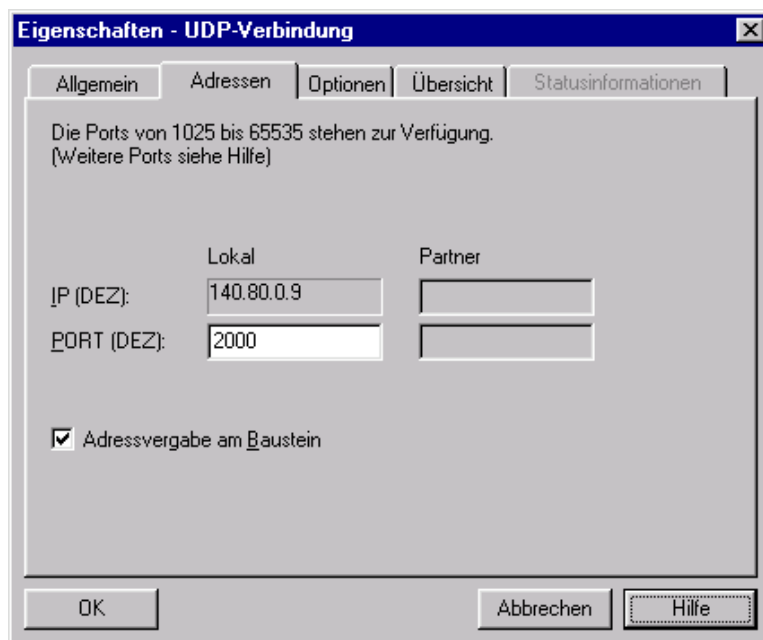 Eigenschaften - UDP-Verbindung
Allgemein Adressen Optionen Übersicht Statusinformationen
Die Ports von 1025 bis 65535 stehen zur Verfügung.
(Weitere Ports siehe Hilfe)
Lokal Partner
IP (DEZ): 140.80.0.9
PORT (DEZ): 2000
Adressvergabe am Baustein
OK Abbrechen Hilfe